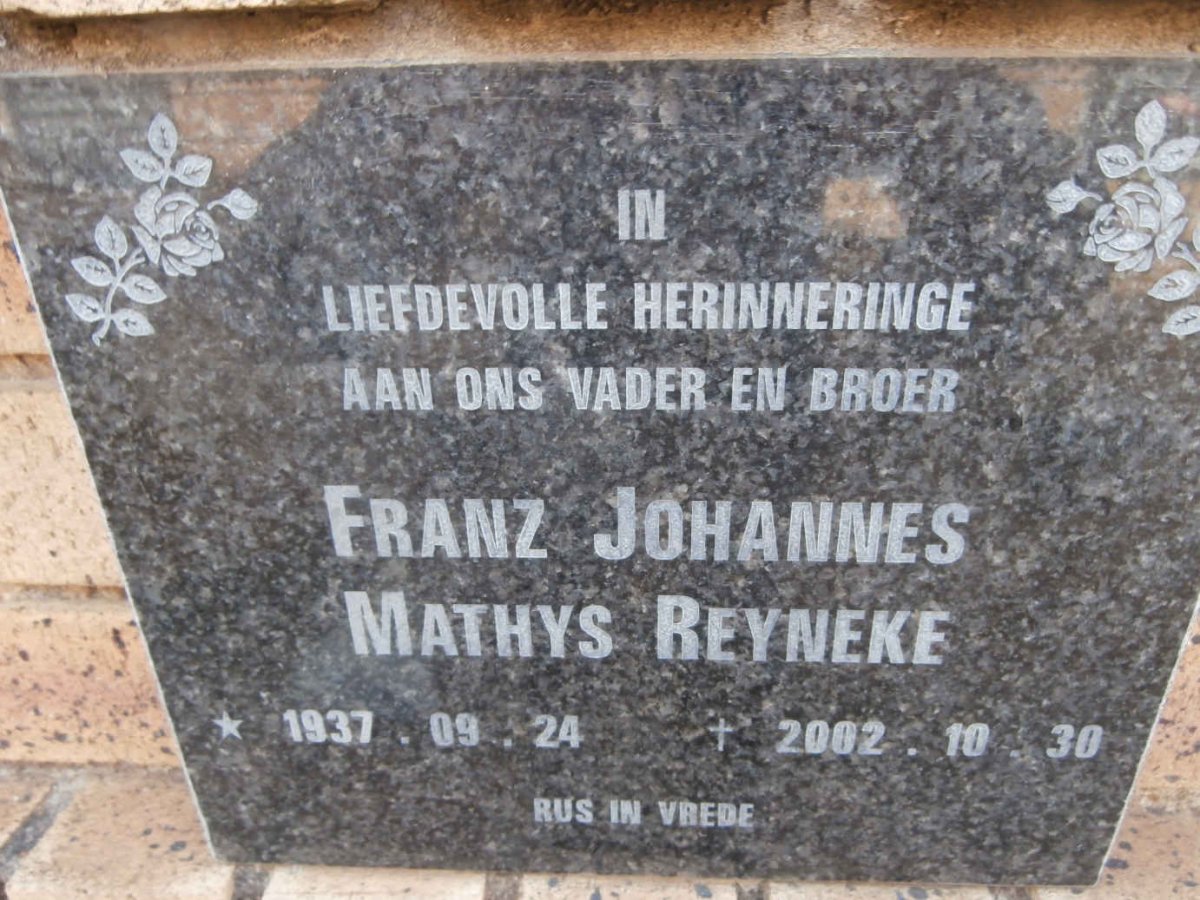 IN
LIEFDEVOLLE HERINNERINGE
AAN ONS VADER EN BROER
FRANZ JOHANNES
MATHYS REYNEKE
★ 1937 . 09 . 24 † 2002 . 10 . 30
RUS IN VREDE